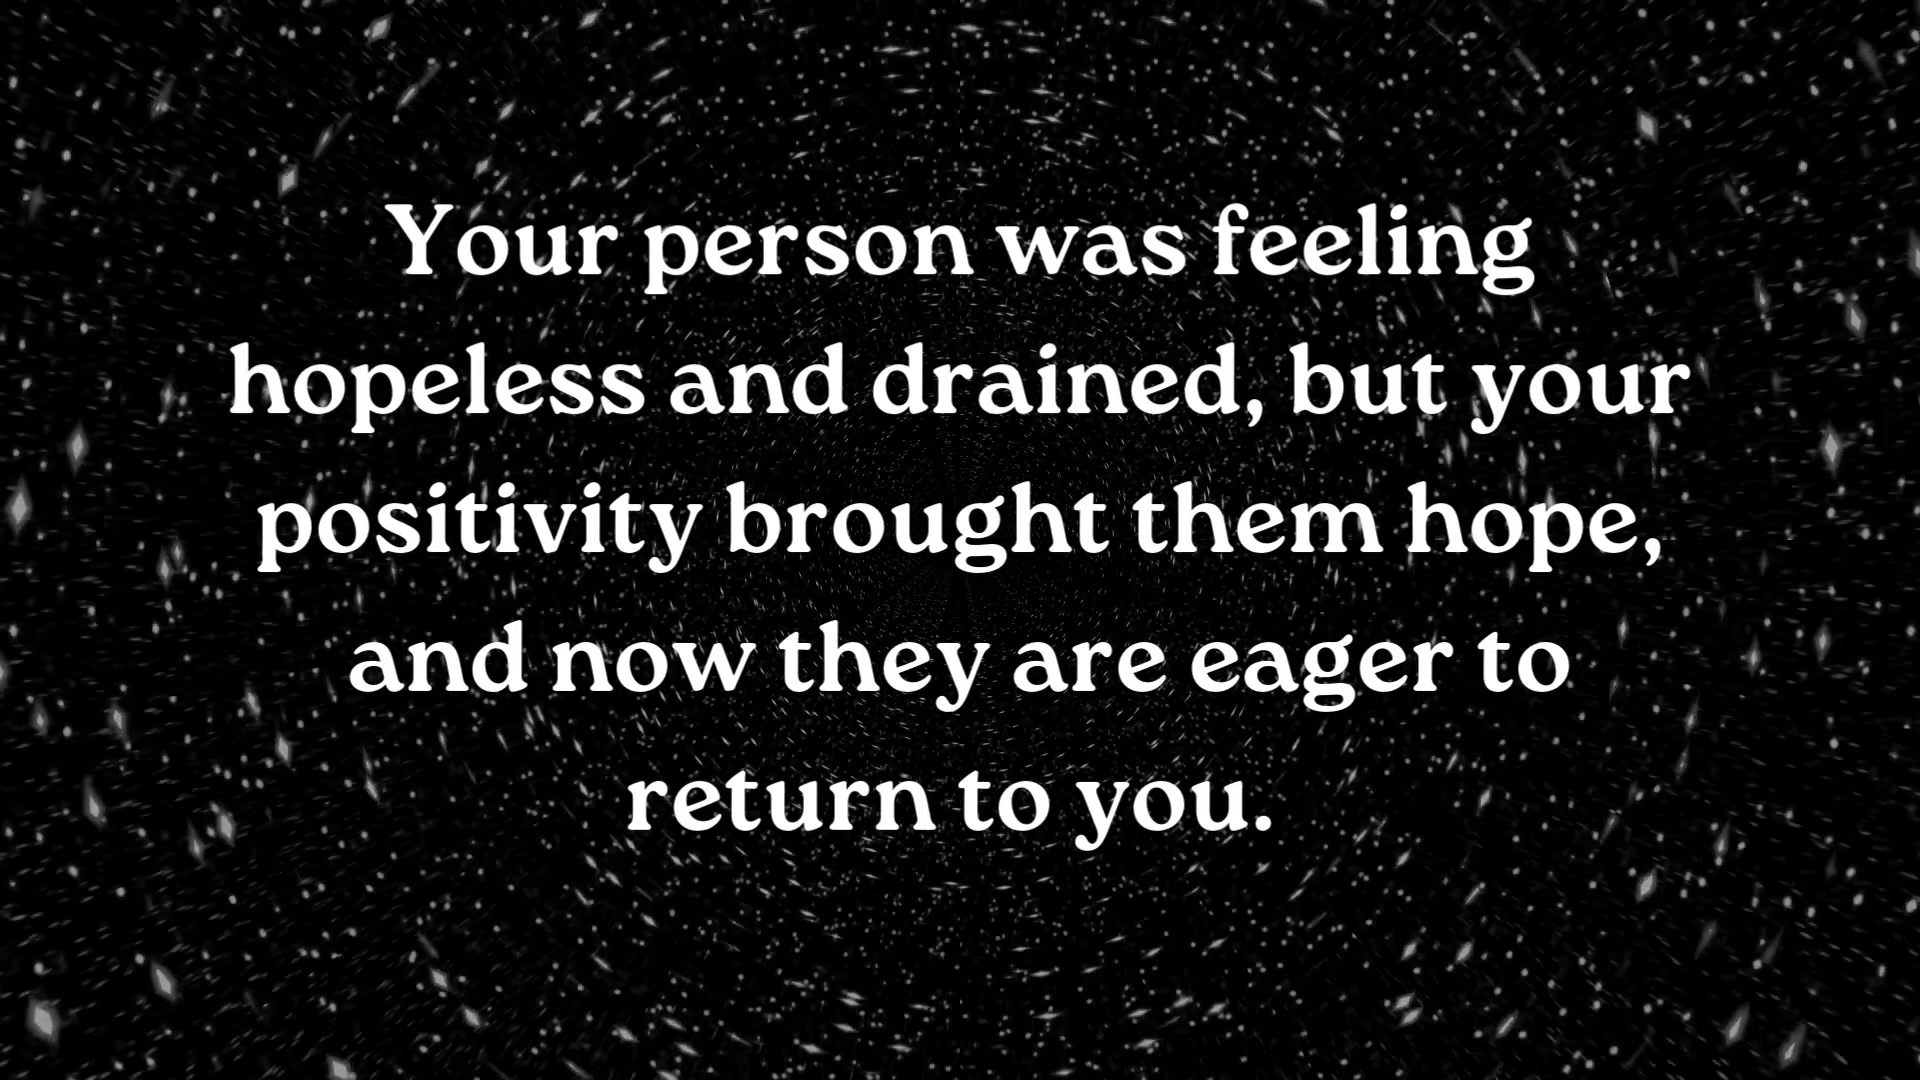 Your person was feeling
hopeless and drained, but your
positivity brought them hope,
and now they are eager to
return to you.